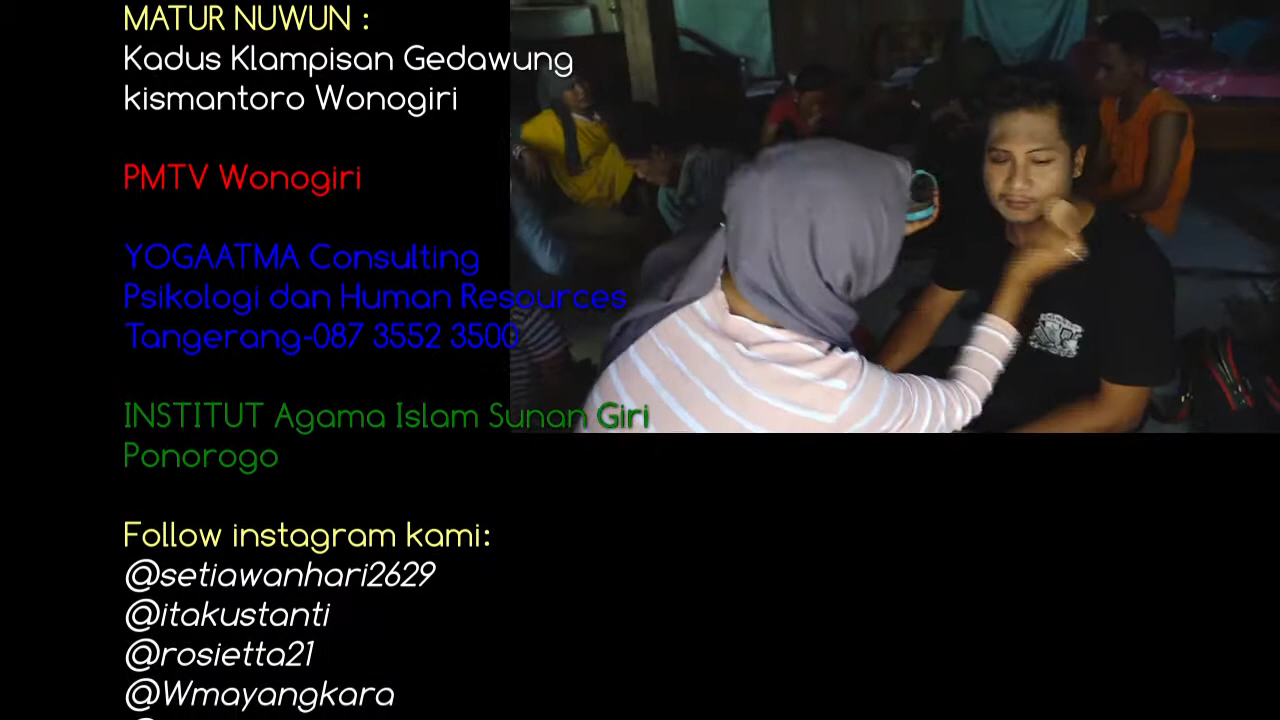 MATUR NUWUN :
Kadus Klampisan Gedawung
kismantoro Wonogiri
PMTV Wonogiri
YOGAATMA Consulting
Psikologi dan Human Resources
Tangerang-087 3552 3500
INSTITUT Agama Islam Sunan Giri
Ponorogo
Follow instagram kami:
@setiawanhari2629
@itakustanti
@rosietta21
@Wmayangkara